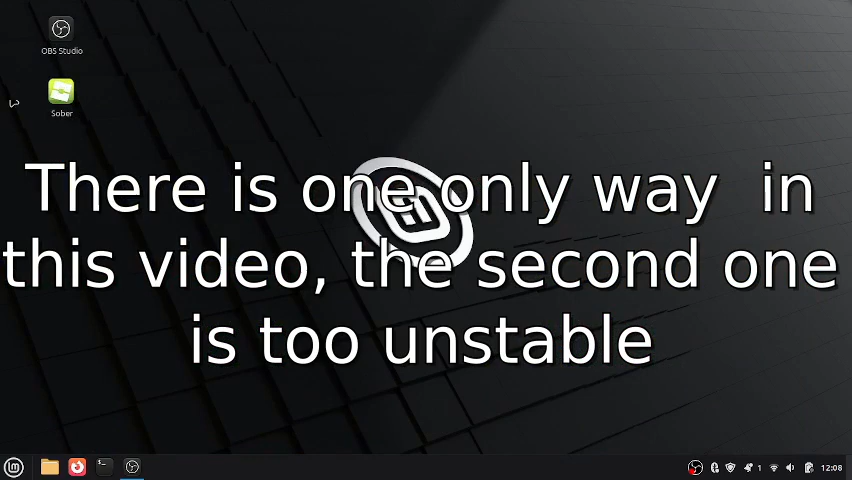 OBS Studio
Sober
There is one only way  in
this video, the second one
is too unstable
1
12:08